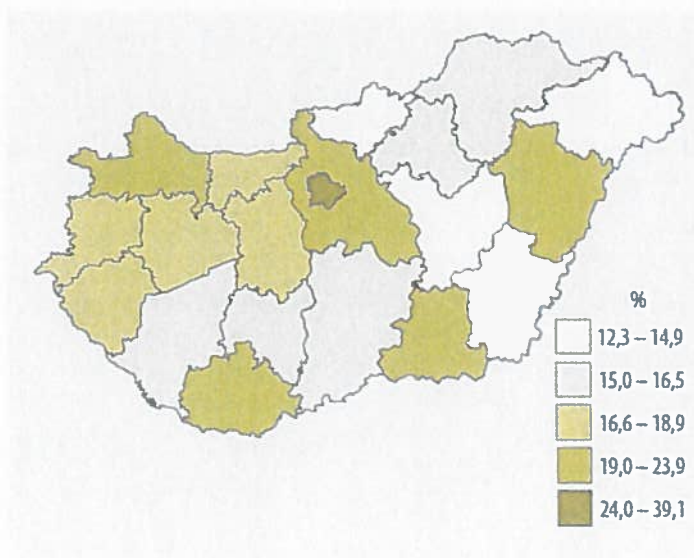 %
12,3 – 14,9
15,0 – 16,5
16,6 – 18,9
19,0 – 23,9
24,0 – 39,1